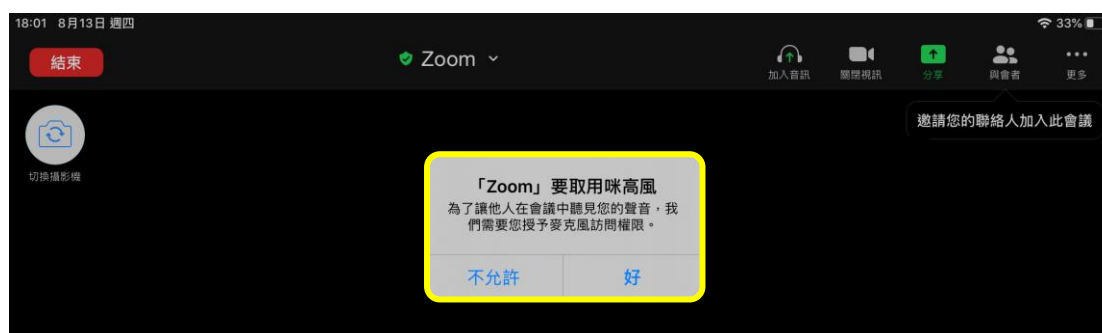 18:01 8月13日 週四
33%
結束
Zoom
加入音訊
關閉視訊
分享
與會者
更多
邀請您的聯絡人加入此會議
切換攝影機
「Zoom」要取用咪高風
為了讓他人在會議中聽見您的聲音,我
們需要您授予麥克風訪問權限。
不允許
好